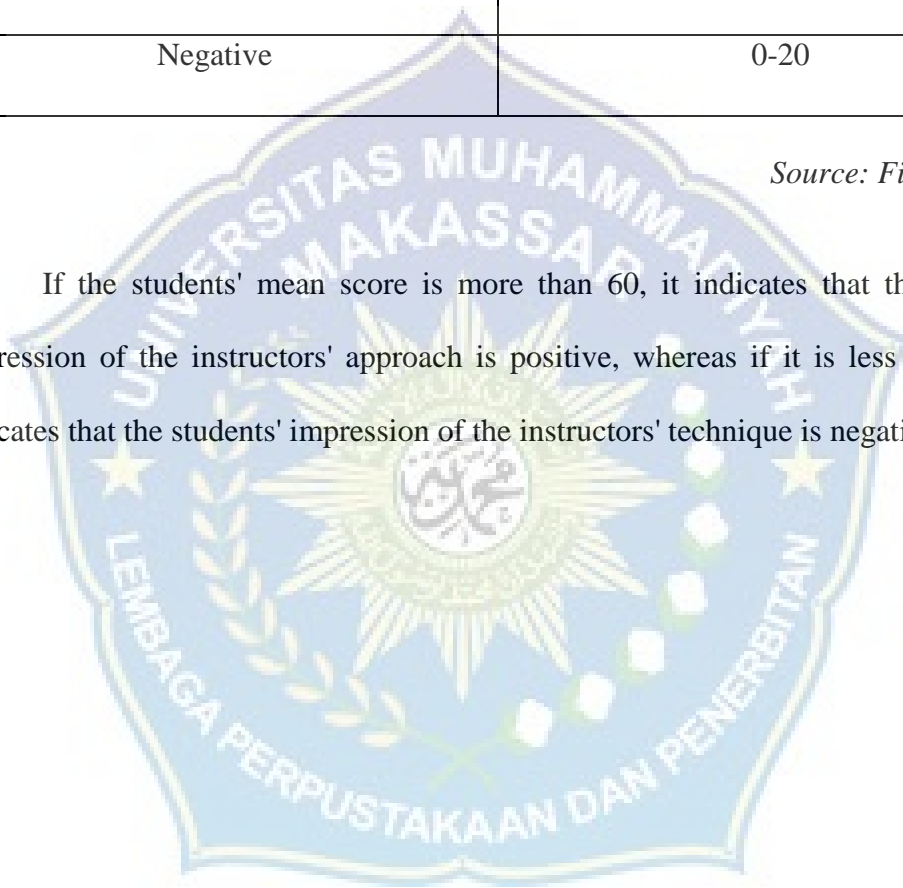 Negative 0-20
Source: Fi
If the students' mean score is more than 60, it indicates that th
ression of the instructors' approach is positive, whereas if it is less
cates that the students' impression of the instructors' technique is negati
UNIVERSITAS MUHAMMADIYAH
MAKASSAR
LEMBAGA PERPUSTAKAAN DAN PENERBITAN